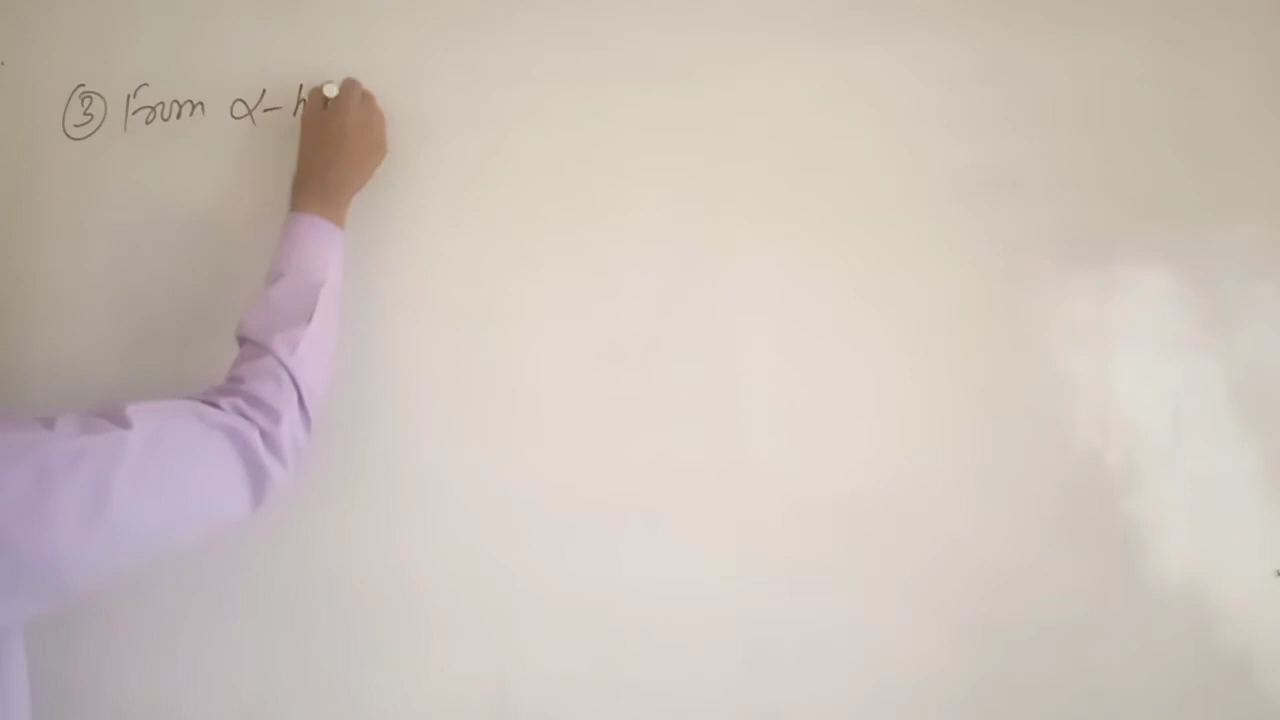 ③ From α-h